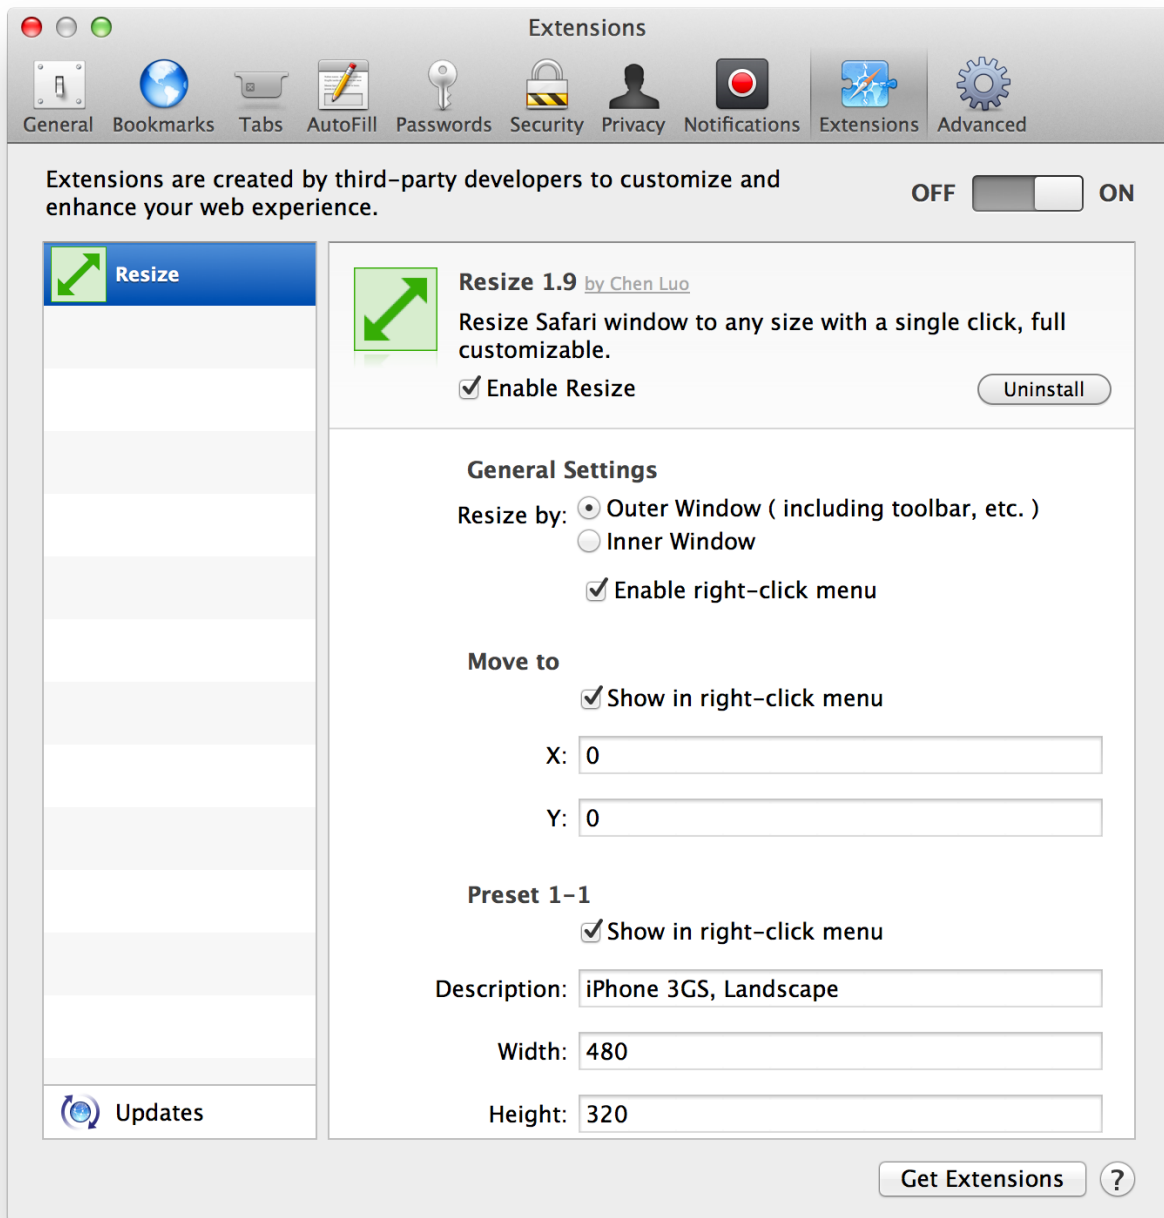 Extensions
General Bookmarks Tabs AutoFill Passwords Security Privacy Notifications Extensions Advanced
Extensions are created by third-party developers to customize and
enhance your web experience.
OFF ON
Resize
Resize 1.9 by Chen Luo
Resize Safari window to any size with a single click, full
customizable.
Enable Resize
Uninstall
General Settings
Resize by: Outer Window ( including toolbar, etc. )
Inner Window
Enable right-click menu
Move to
Show in right-click menu
X: 0
Y: 0
Preset 1-1
Show in right-click menu
Description: iPhone 3GS, Landscape
Width: 480
Height: 320
Updates
Get Extensions ?